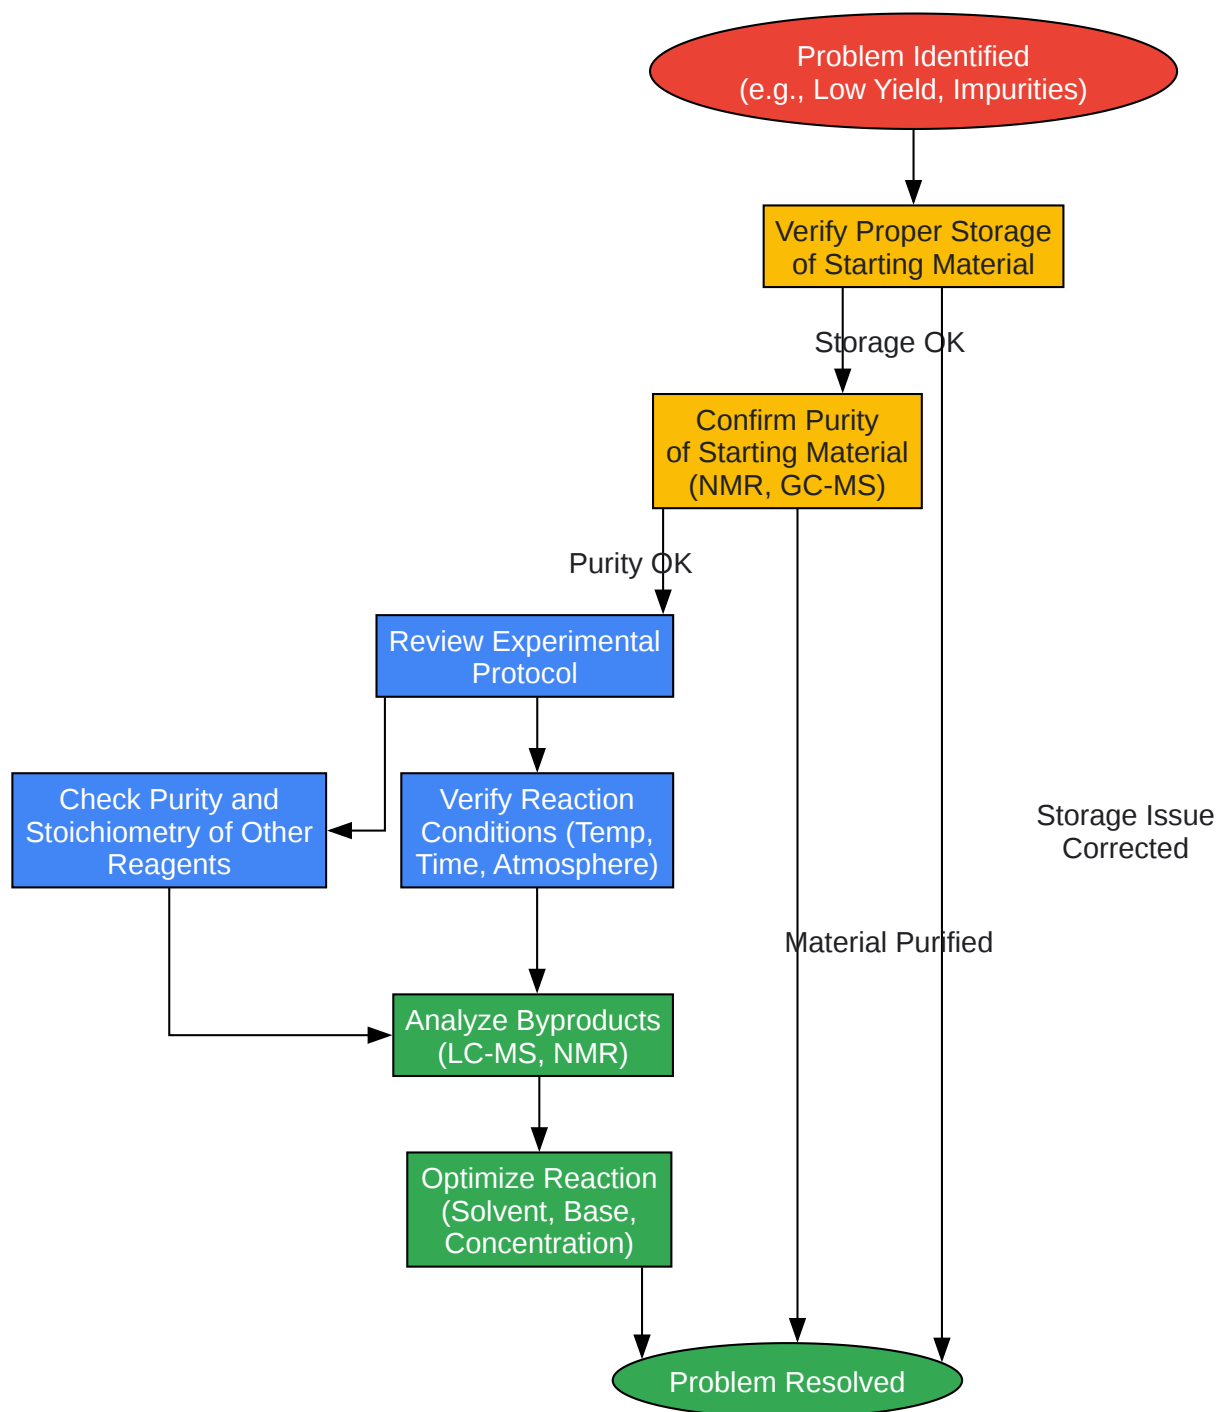 Problem Identified
(e.g., Low Yield, Impurities)
Verify Proper Storage
of Starting Material
Storage OK
Confirm Purity
of Starting Material
(NMR, GC-MS)
Purity OK
Review Experimental
Protocol
Check Purity and
Stoichiometry of Other
Reagents
Verify Reaction
Conditions (Temp,
Time, Atmosphere)
Storage Issue
Corrected
Material Purified
Analyze Byproducts
(LC-MS, NMR)
Optimize Reaction
(Solvent, Base,
Concentration)
Problem Resolved